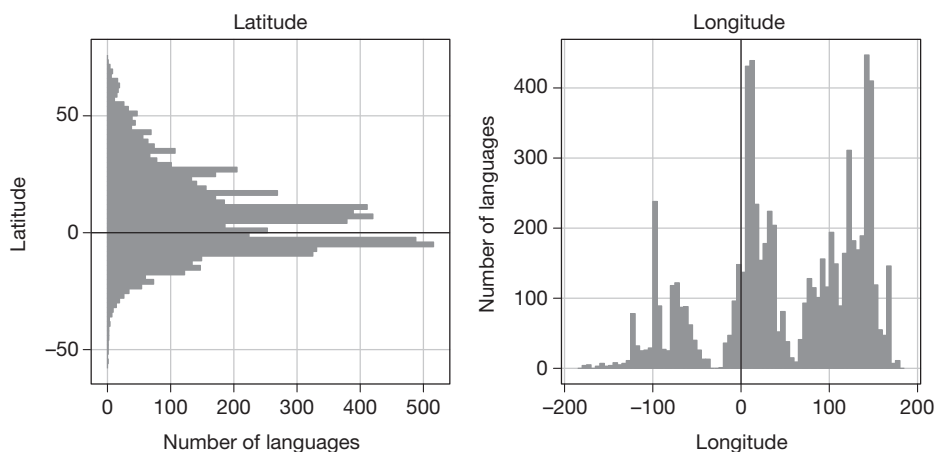 Latitude
Latitude
50
0
−50
0 100 200 300 400 500
Number of languages
Longitude
Number of languages
400
300
200
100
0
−200 −100 0 100 200
Longitude